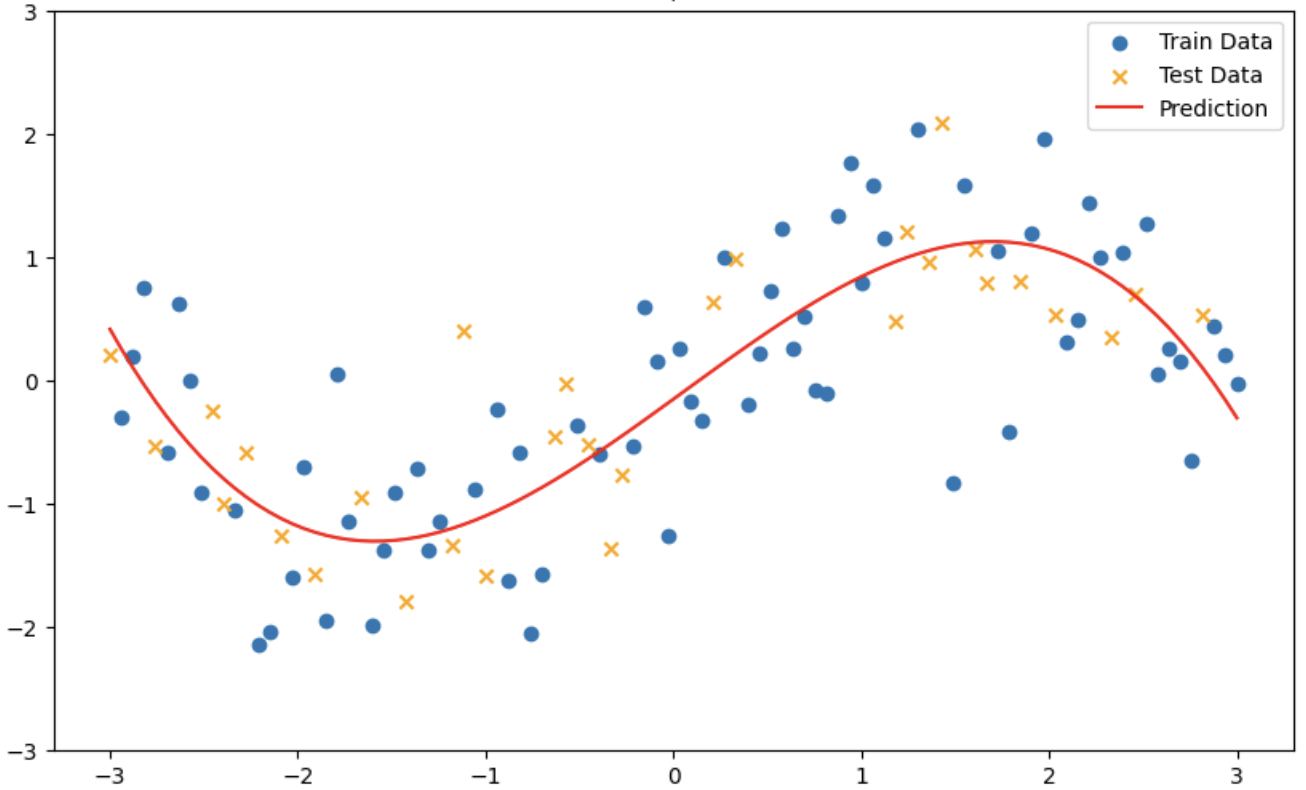 3
2
1
0
−1
−2
−3
−3 −2 −1 0 1 2 3
Train Data
Test Data
Prediction